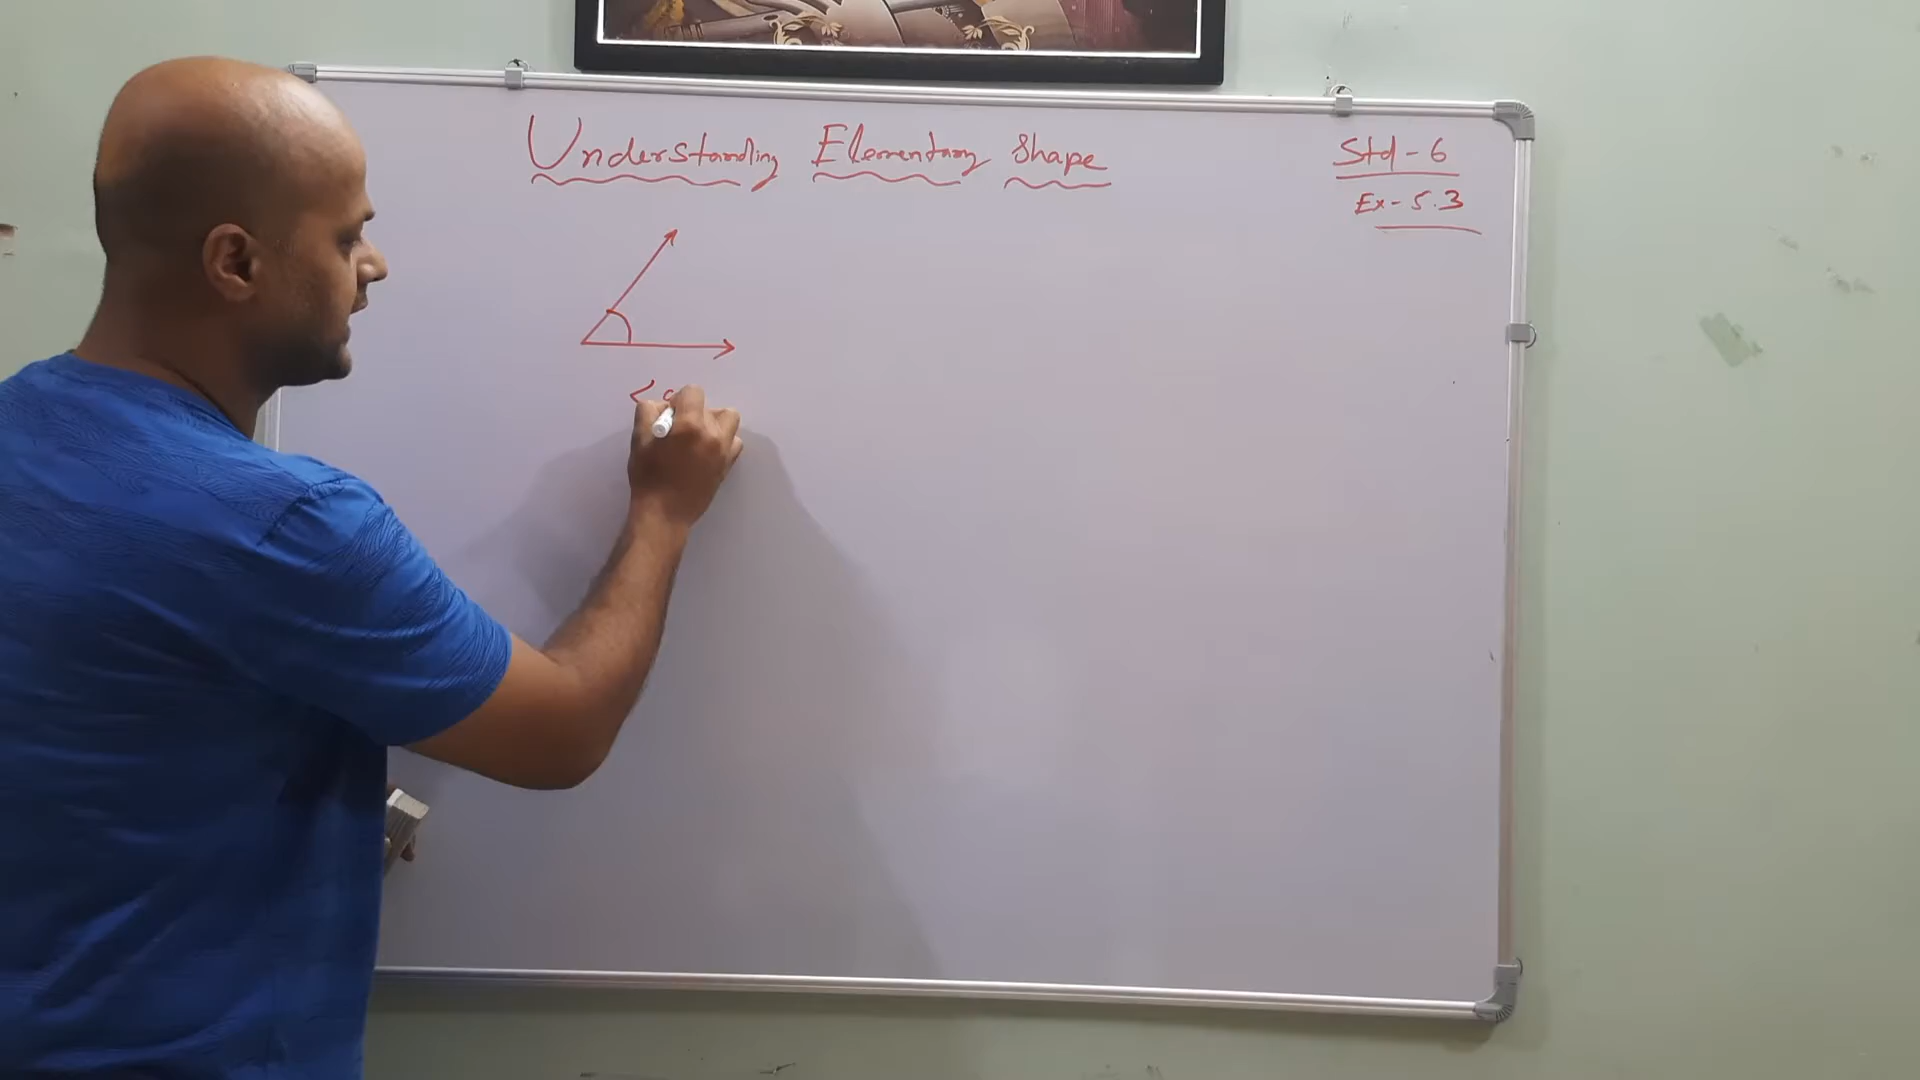 Understanding Elementary Shape
Std - 6
Ex - 5.3
<